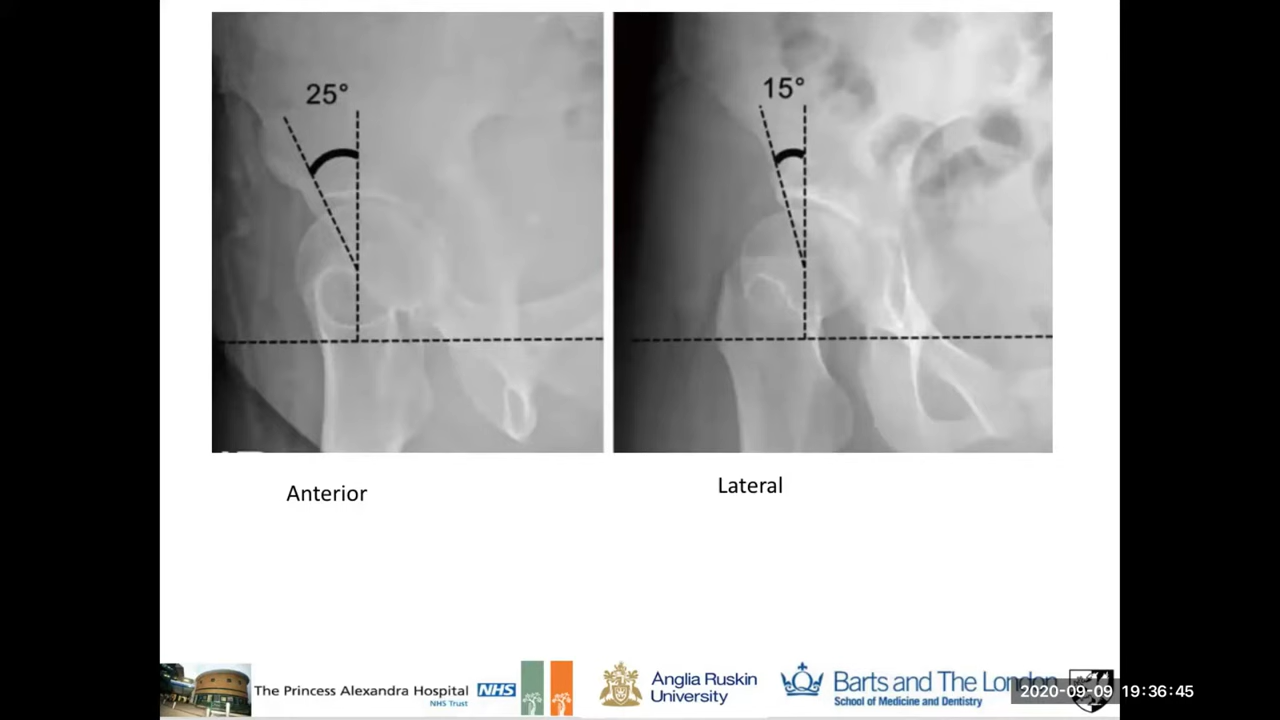 25°
15°
Anterior
Lateral
The Princess Alexandra Hospital NHS
NHS Trust
Anglia Ruskin
University
Barts and The London
School of Medicine and Dentistry
2020-09-09 19:36:45